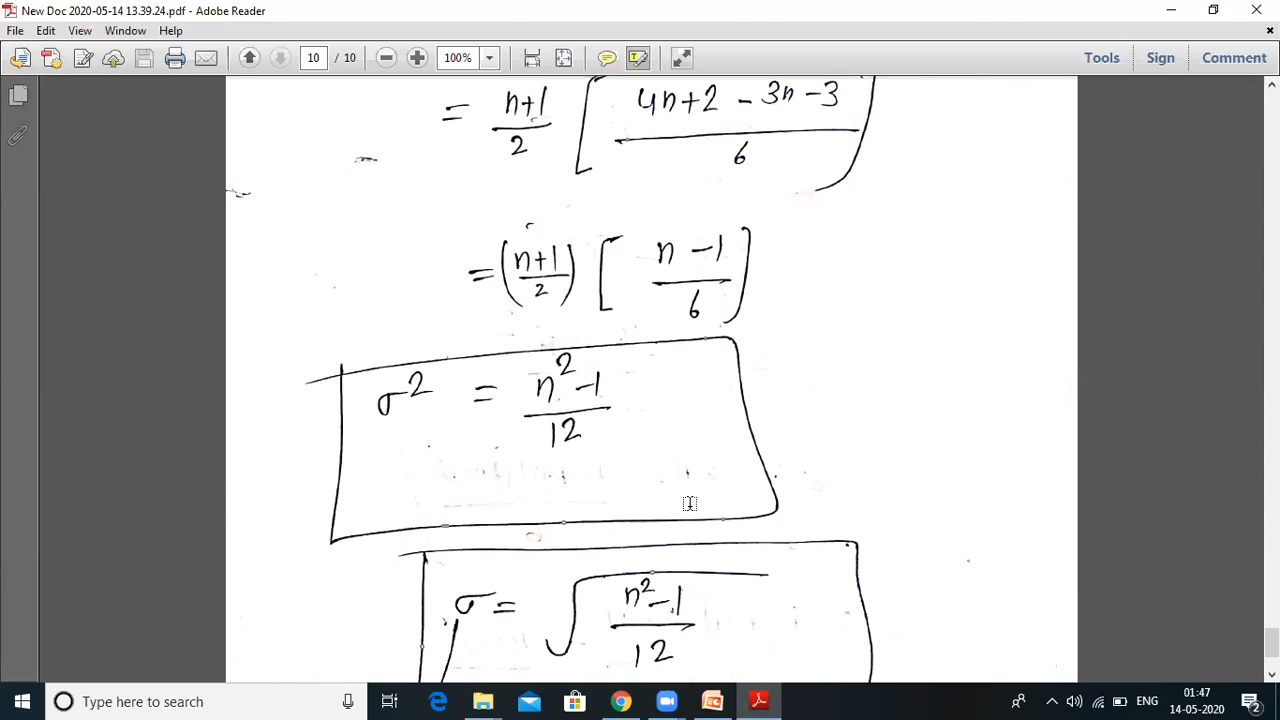 New Doc 2020-05-14 13.39.24.pdf - Adobe Reader
File Edit View Window Help
10 / 10 100% Tools Sign Comment
= n+1/2 [ 4n+2 - 3n - 3 / 6 ]
= (n+1/2) [ n - 1 / 6 ]
σ² = n² - 1 / 12
σ = √ n² - 1 / 12
Type here to search
ENG 01:47 14-05-2020 2